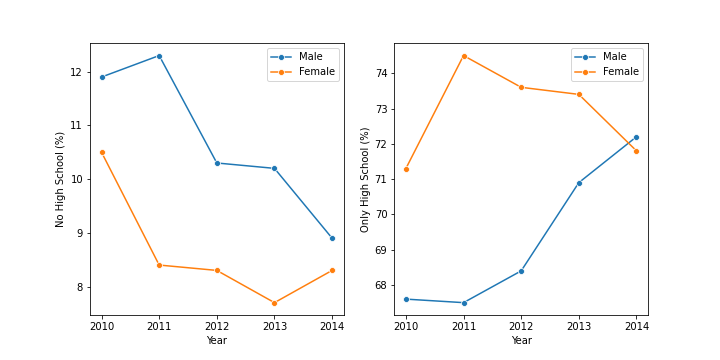 No High School (%)
12
11
10
9
8
2010 2011 2012 2013 2014
Year
Male
Female
Only High School (%)
74
73
72
71
70
69
68
2010 2011 2012 2013 2014
Year
Male
Female